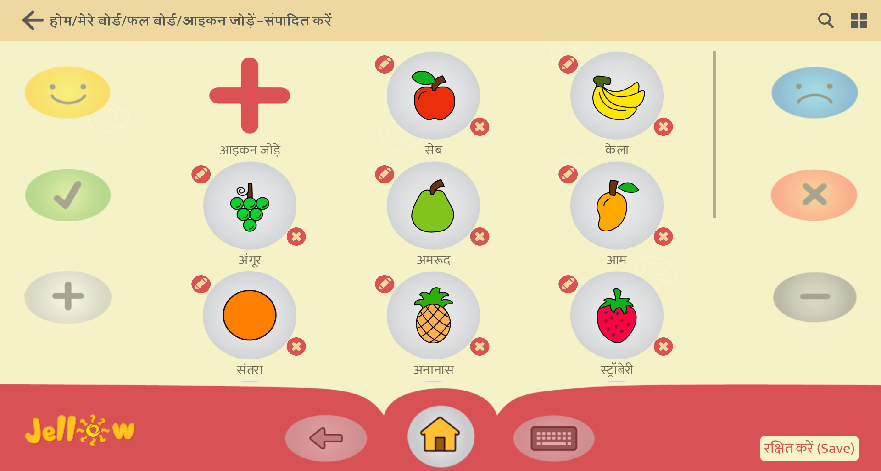 होम/मेरे बोर्ड/फल बोर्ड/आइकन जोड़ें-संपादित करें
आइकन जोड़ें
सेब
केला
अंगूर
अमरूद
आम
संतरा
अनानास
स्ट्रॉबेरी
Jellow
रक्षित करें (Save)